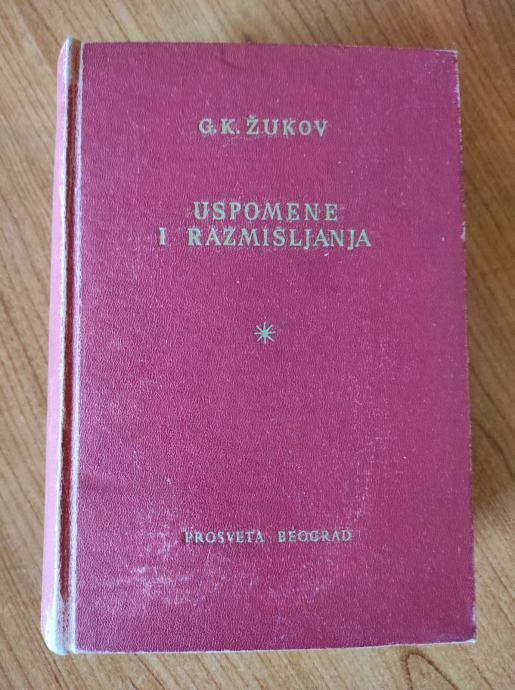 G. K. ŽUKOV
USPOMENE
I RAZMIŠLJANJA
PROSVETA BEOGRAD